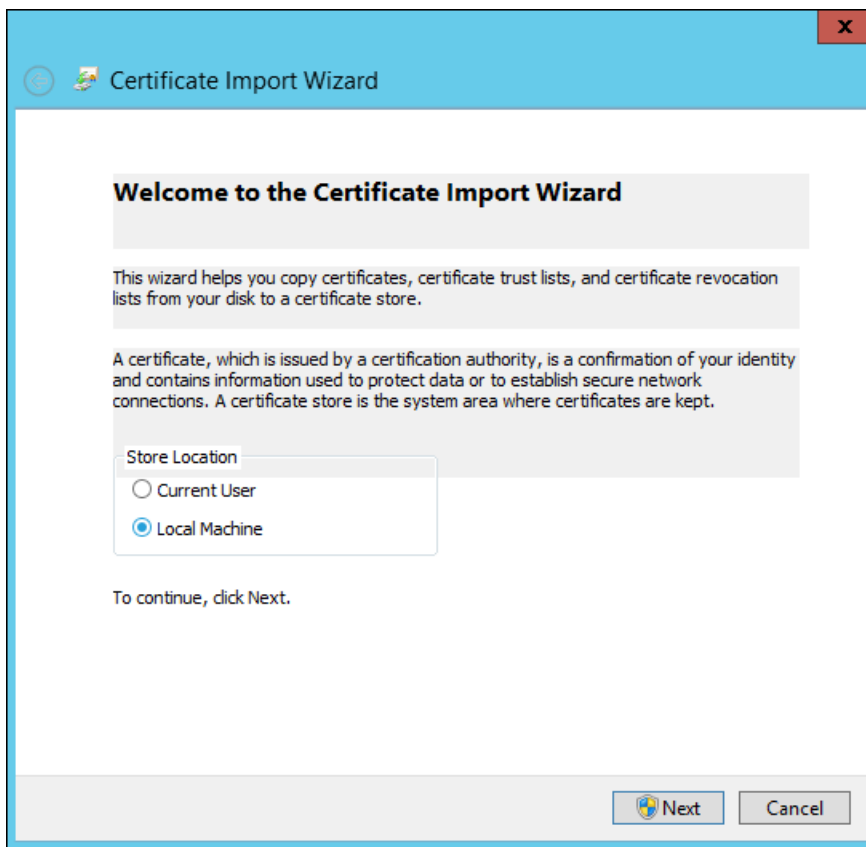 x
Certificate Import Wizard
Welcome to the Certificate Import Wizard
This wizard helps you copy certificates, certificate trust lists, and certificate revocation
lists from your disk to a certificate store.
A certificate, which is issued by a certification authority, is a confirmation of your identity
and contains information used to protect data or to establish secure network
connections. A certificate store is the system area where certificates are kept.
Store Location
Current User
Local Machine
To continue, click Next.
Next Cancel